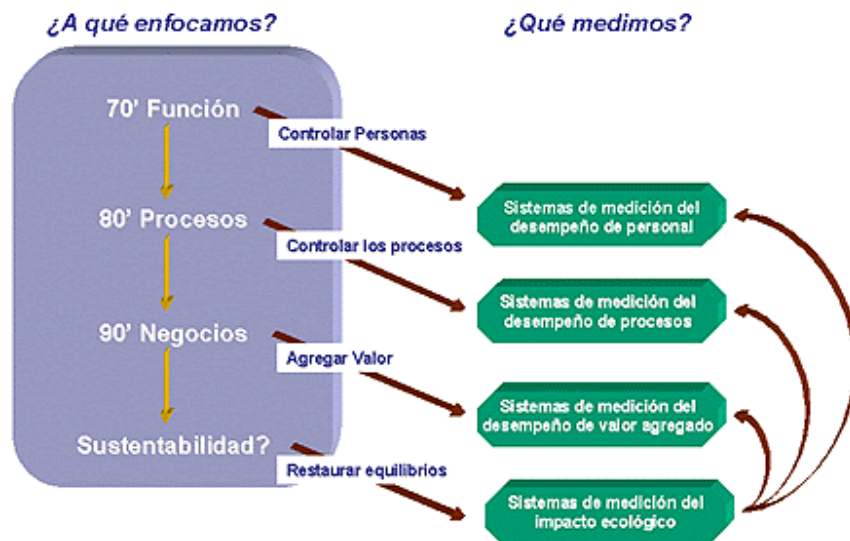 ¿A qué enfocamos?
¿Qué medimos?
70' Función
Controlar Personas
Sistemas de medición del
desempeño de personal
80' Procesos
Controlar los procesos
Sistemas de medición del
desempeño de procesos
90' Negocios
Agregar Valor
Sistemas de medición del
desempeño de valor agregado
Sustentabilidad?
Restaurar equilibrios
Sistemas de medición del
impacto ecológico